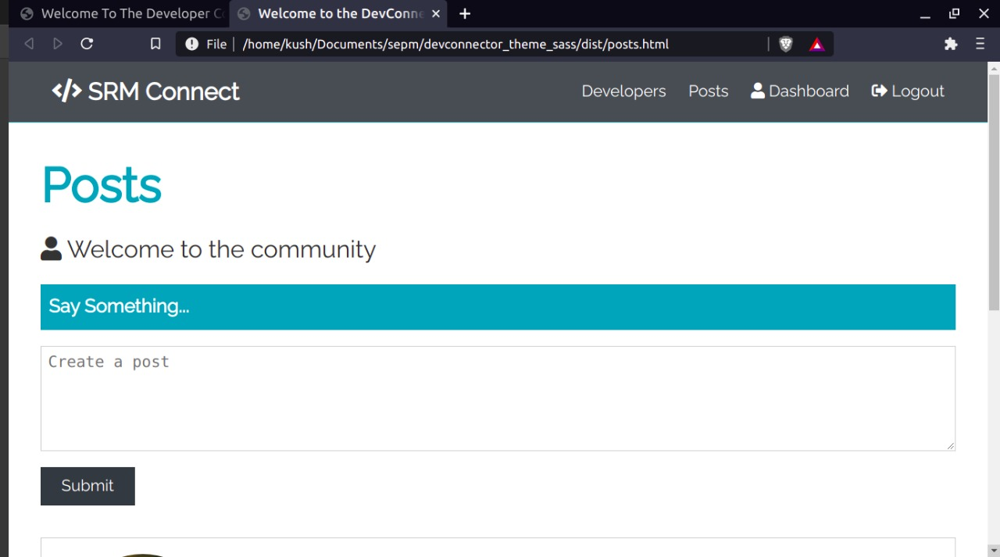 Welcome To The Developer Co
Welcome to the DevConne
File
/home/kush/Documents/sepm/devconnector_theme_sass/dist/posts.html
</> SRM Connect
Developers Posts Dashboard Logout
Posts
Welcome to the community
Say Something...
Create a post
Submit